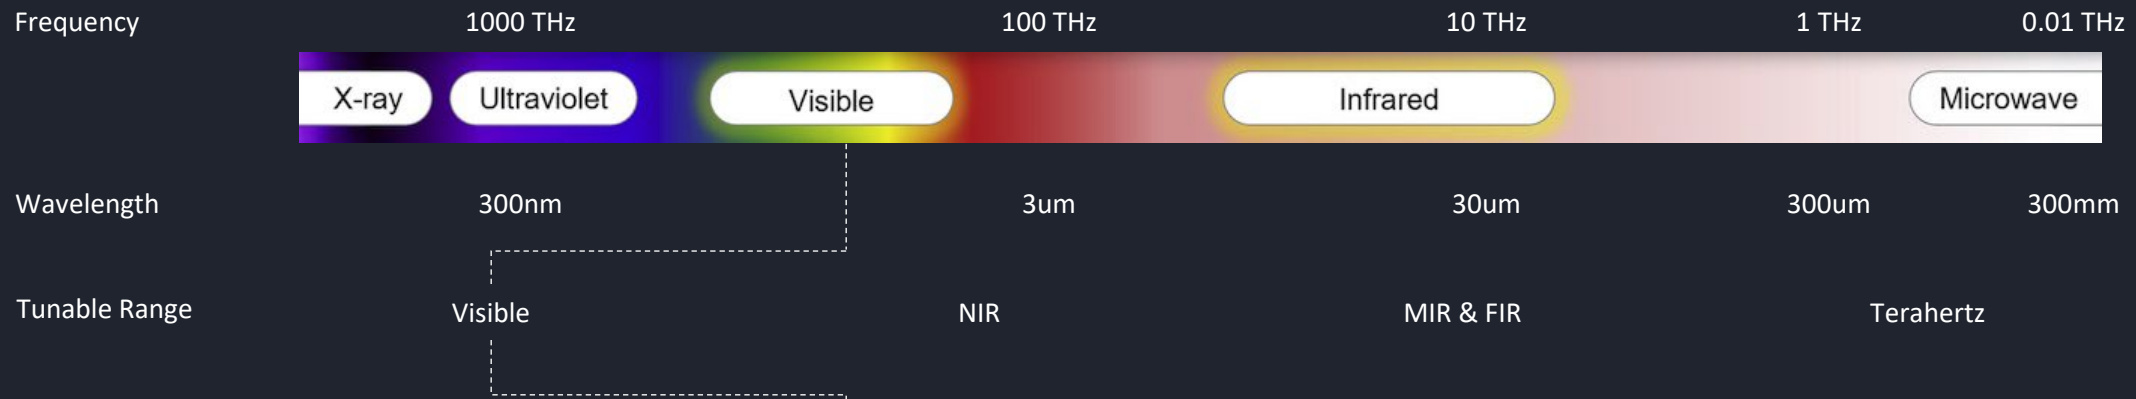 Frequency 1000 THz 100 THz 10 THz 1 THz 0.01 THz
X-ray Ultraviolet Visible Infrared Microwave
Wavelength 300nm 3um 30um 300um 300mm
Tunable Range Visible NIR MIR & FIR Terahertz